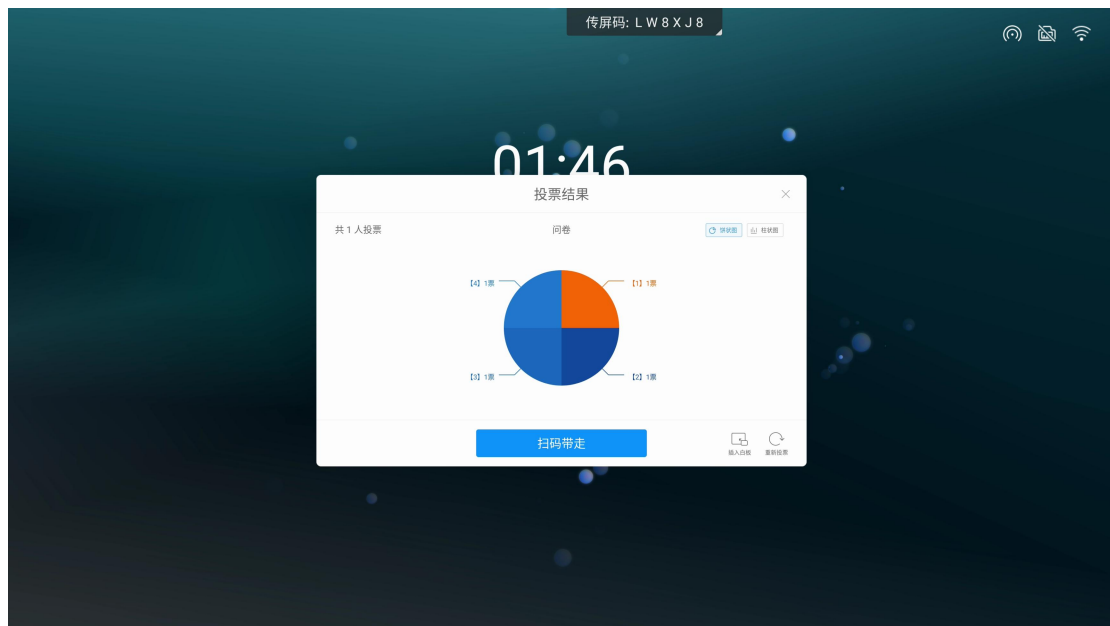 传屏码: LW8XJ8
01:46
投票结果
共 1 人投票
问卷
饼状图
柱状图
【4】1票
【1】1票
【3】1票
【2】1票
扫码带走
插入白板
重新投票